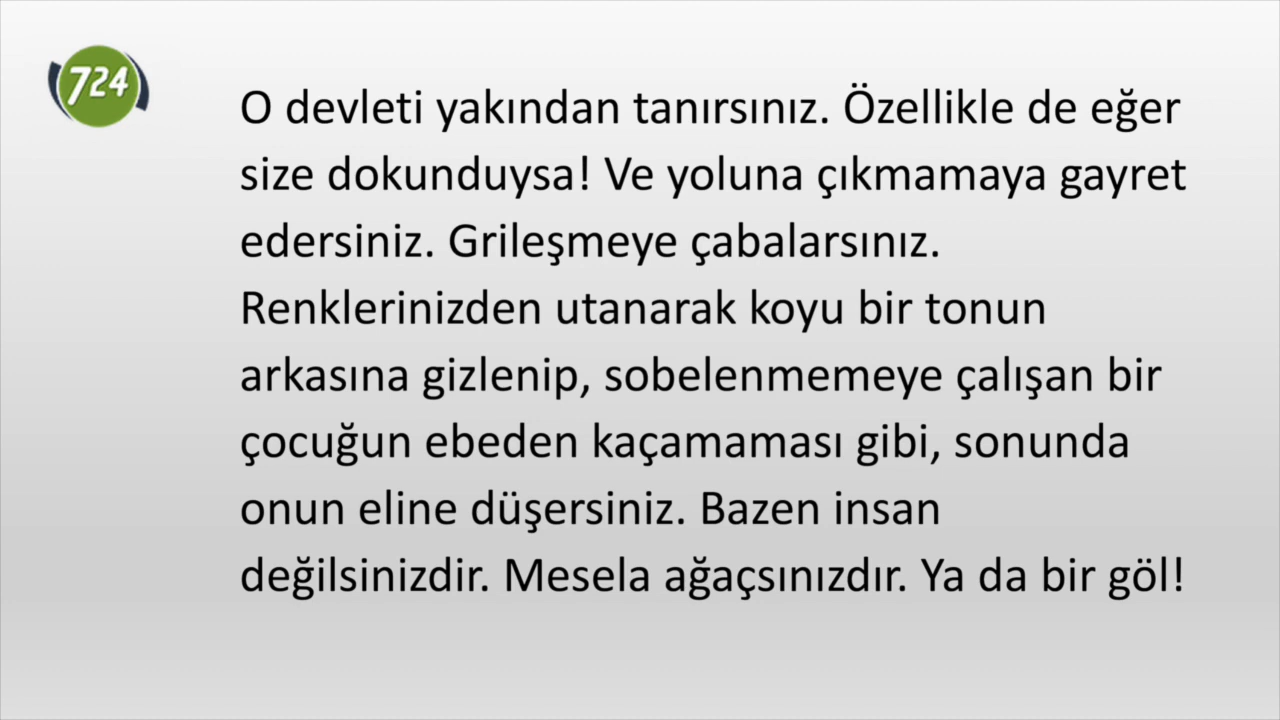 724
O devleti yakından tanırsınız. Özellikle de eğer
size dokunduysa! Ve yoluna çıkmamaya gayret
edersiniz. Grileşmeye çabalarsınız.
Renklerinizden utanarak koyu bir tonun
arkasına gizlenip, sobelenmemeye çalışan bir
çocuğun ebeden kaçamaması gibi, sonunda
onun eline düşersiniz. Bazen insan
değilsinizdir. Mesela ağaçsınızdır. Ya da bir göl!